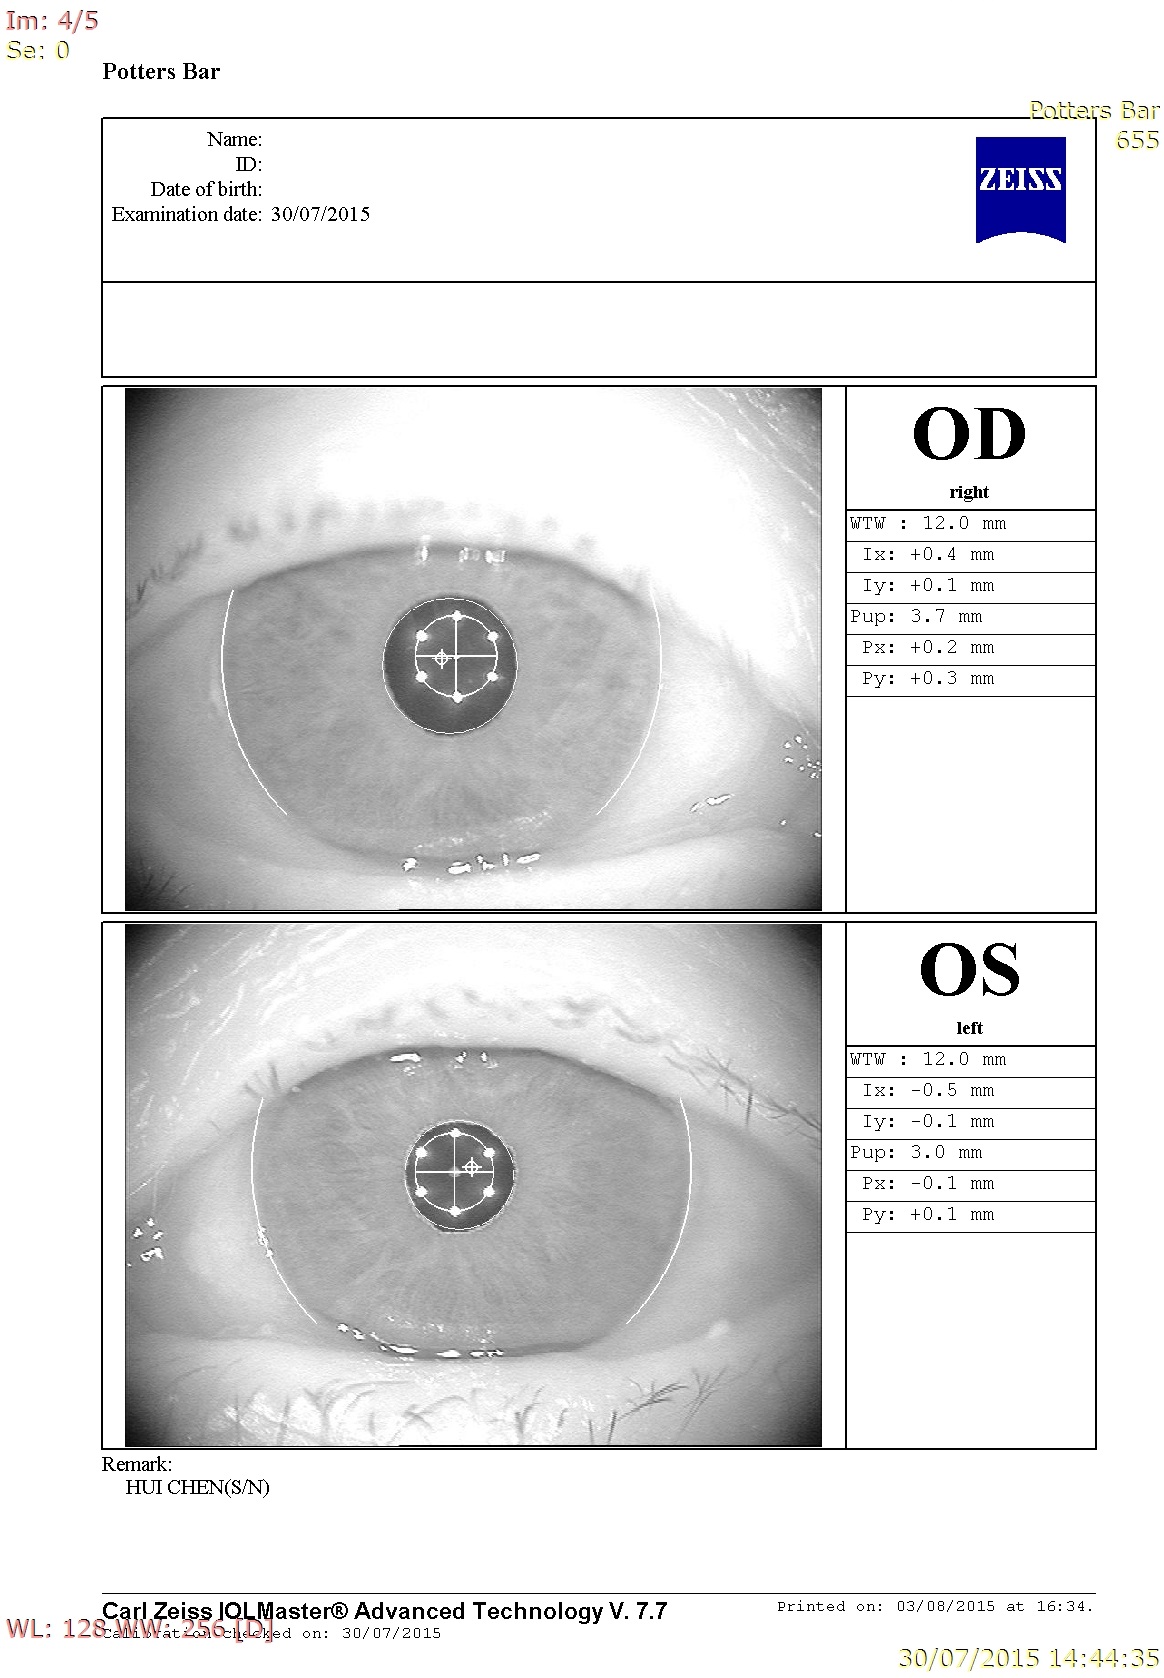 Im: 4/5
Se: 0
Potters Bar
Potters Bar
655
Name:
ID:
Date of birth:
Examination date: 30/07/2015
ZEISS
OD
right
WTW : 12.0 mm
Ix: +0.4 mm
Iy: +0.1 mm
Pup: 3.7 mm
Px: +0.2 mm
Py: +0.3 mm
OS
left
WTW : 12.0 mm
Ix: -0.5 mm
Iy: -0.1 mm
Pup: 3.0 mm
Px: -0.1 mm
Py: +0.1 mm
Remark:
HUI CHEN(S/N)
Carl Zeiss IOLMaster® Advanced Technology V. 7.7
Printed on: 03/08/2015 at 16:34.
WL: 128 WW: 256 [D]
Calibration checked on: 30/07/2015
30/07/2015 14:44:35